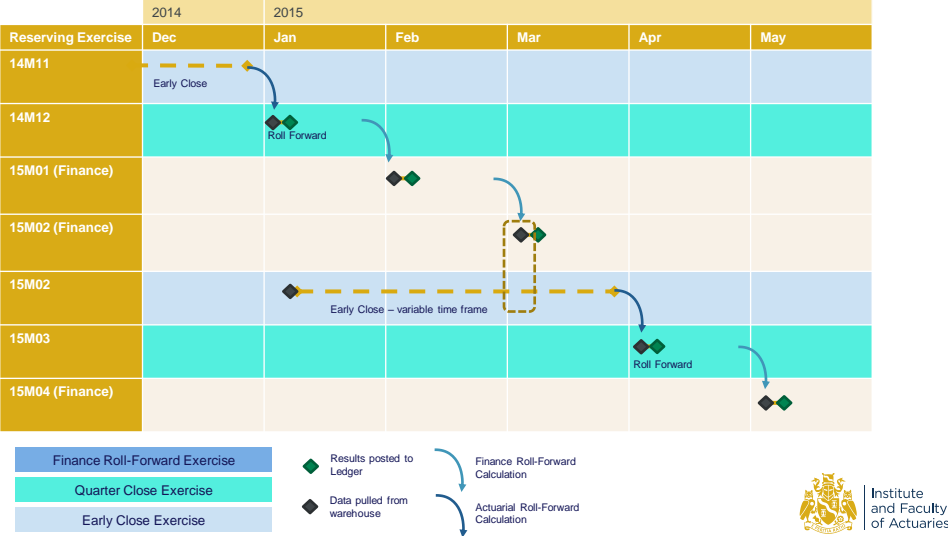 2014 2015
Reserving Exercise Dec Jan Feb Mar Apr May
14M11
Early Close
14M12
Roll Forward
15M01 (Finance)
15M02 (Finance)
15M02
Early Close – variable time frame
15M03
Roll Forward
15M04 (Finance)
Finance Roll-Forward Exercise
Quarter Close Exercise
Early Close Exercise
Results posted to
Ledger
Data pulled from
warehouse
Finance Roll-Forward
Calculation
Actuarial Roll-Forward
Calculation
Institute
and Faculty
of Actuaries